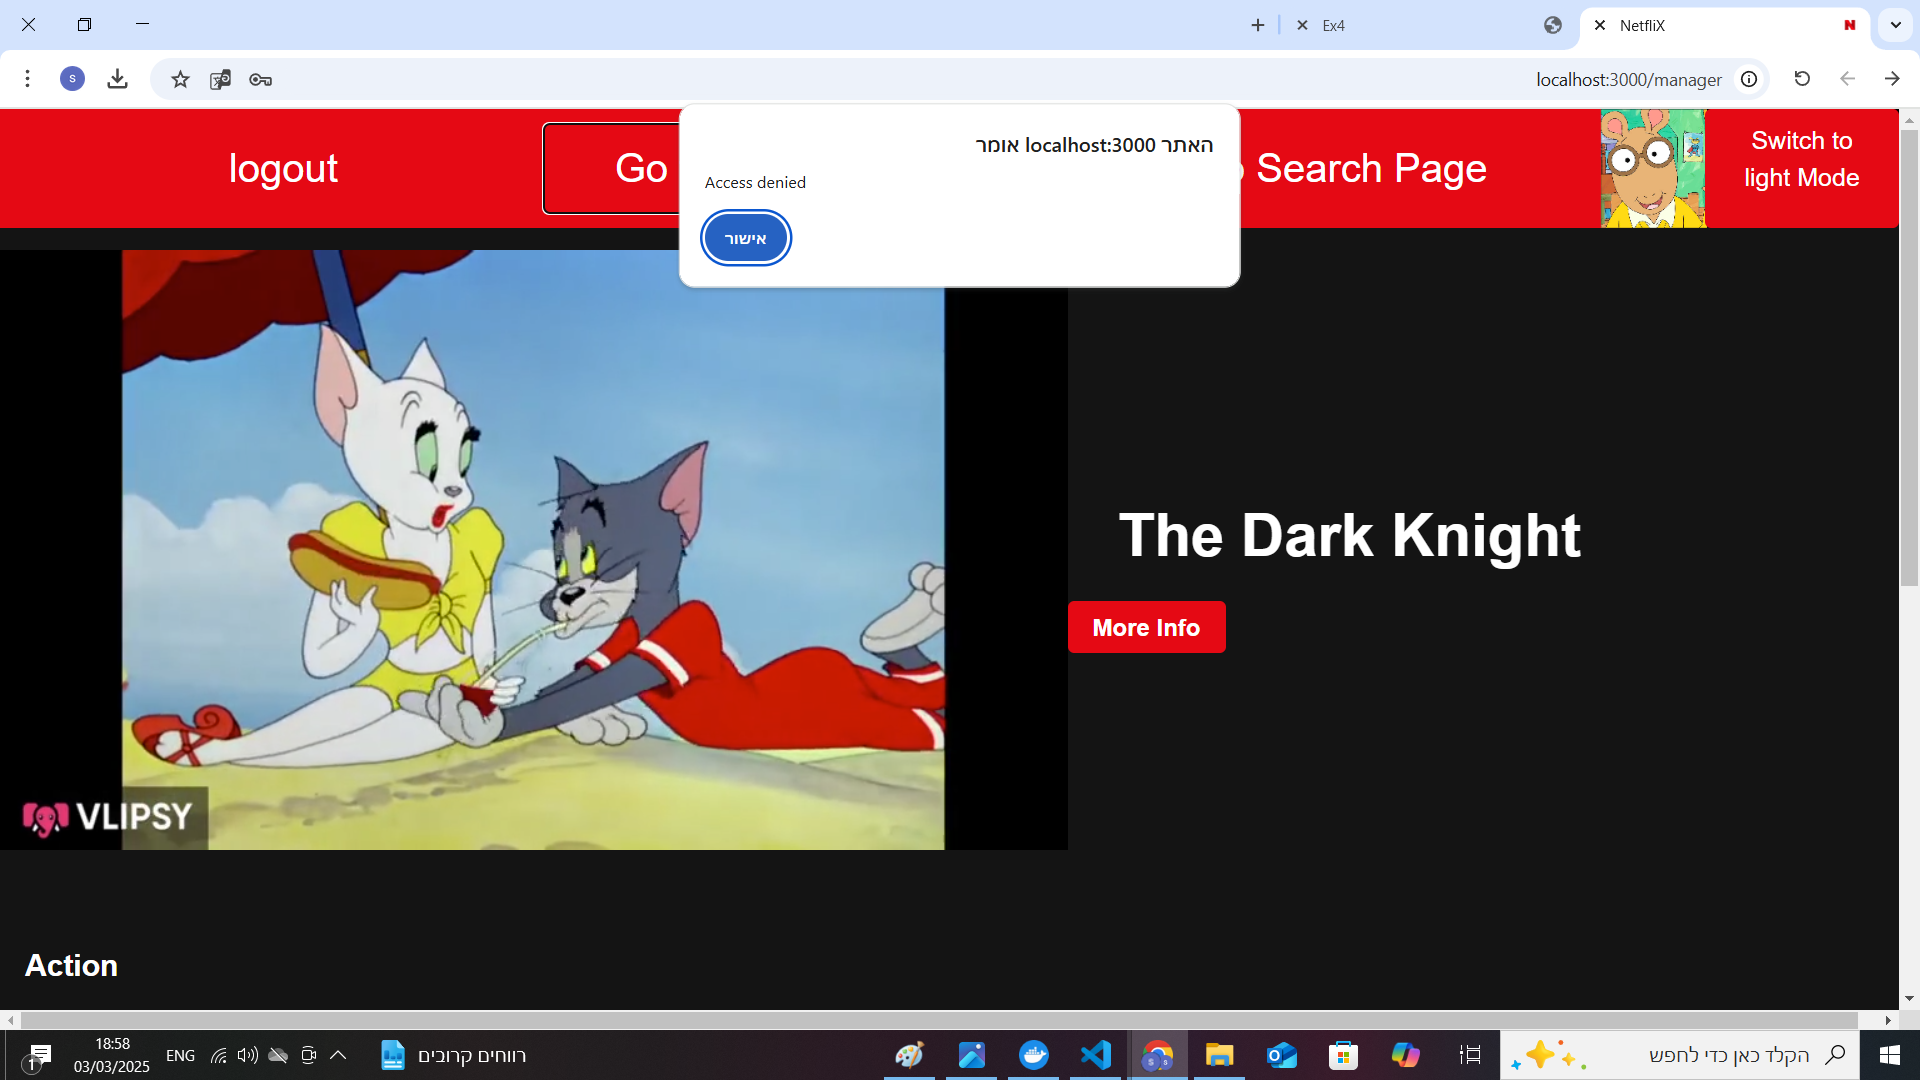 Ex4
NetfliX
N
S
localhost:3000/manager
logout
Go
Search Page
Switch to
light Mode
האתר localhost:3000 אומר
Access denied
אישור
The Dark Knight
More Info
VLIPSY
Action
1
18:58
03/03/2025
ENG
רווחים קרובים
הקלד כאן כדי לחפש